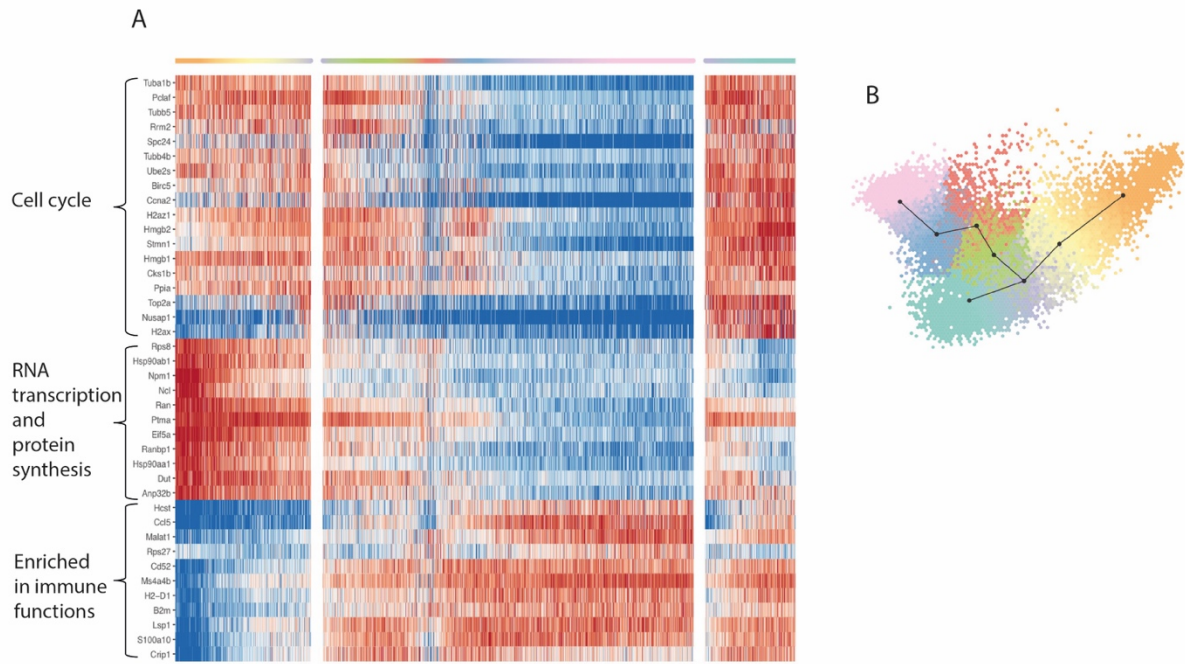 A
B
Cell cycle
Tuba1b
Pclaf
Tubb5
Rrm2
Spc24
Tubb4b
Ube2s
Birc5
Ccna2
H2az1
Hmgb2
Stmn1
Hmgb1
Cks1b
Ppia
Top2a
Nusap1
H2ax
RNA
transcription
and
protein
synthesis
Rps8
Hsp90ab1
Npm1
Ncl
Ran
Ptma
Eif5a
Ranbp1
Hsp90aa1
Dut
Anp32b
Enriched
in immune
functions
Hcst
Ccl5
Malat1
Rps27
Cd52
Ms4a4b
H2-D1
B2m
Lsp1
S100a10
Crip1